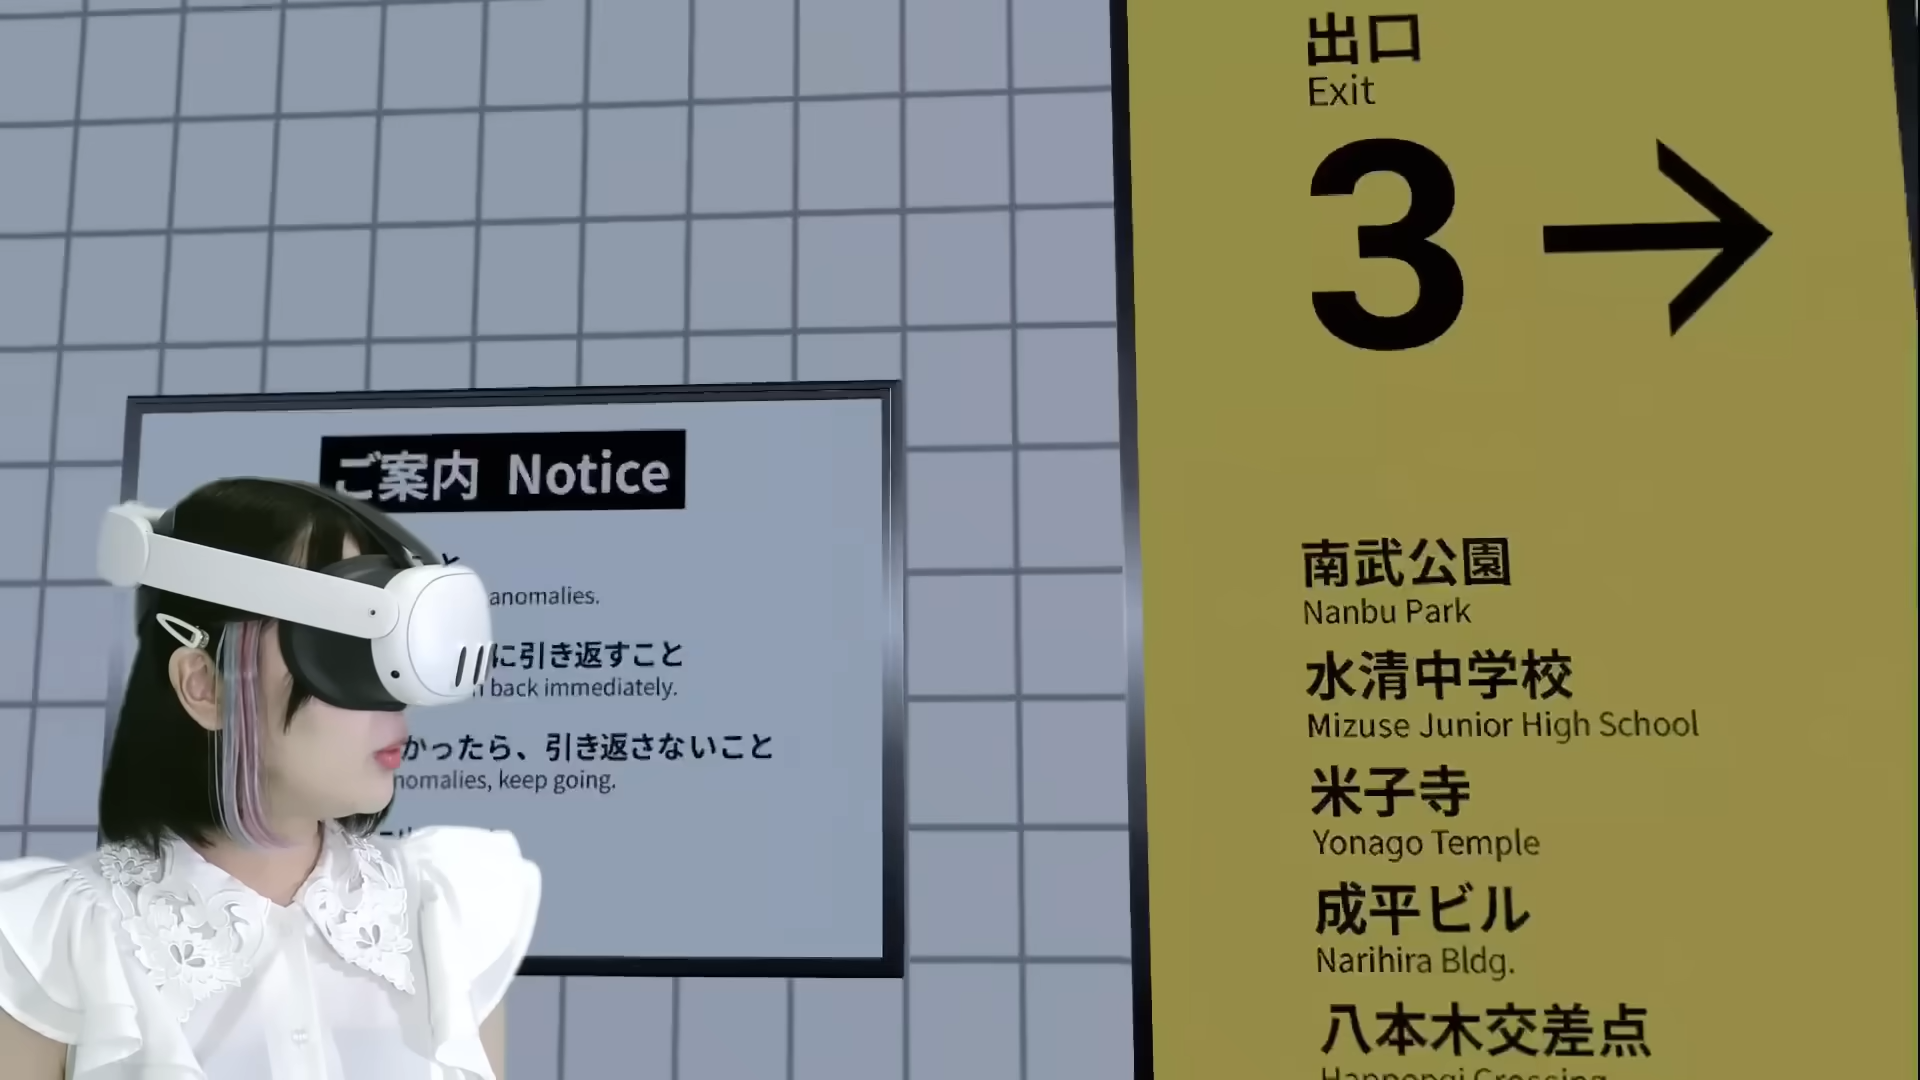 ご案内 Notice
と
anomalies.
に引き返すこと
back immediately.
かったら、引き返さないこと
nomalies, keep going.
出口
Exit
3 →
南武公園
Nanbu Park
水清中学校
Mizuse Junior High School
米子寺
Yonago Temple
成平ビル
Narihira Bldg.
八本木交差点